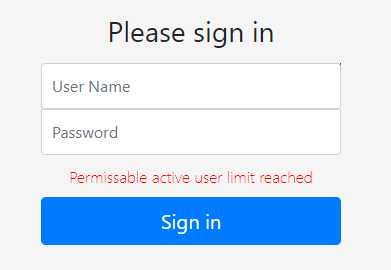 Please sign in
User Name
Password
Permissable active user limit reached
Sign in